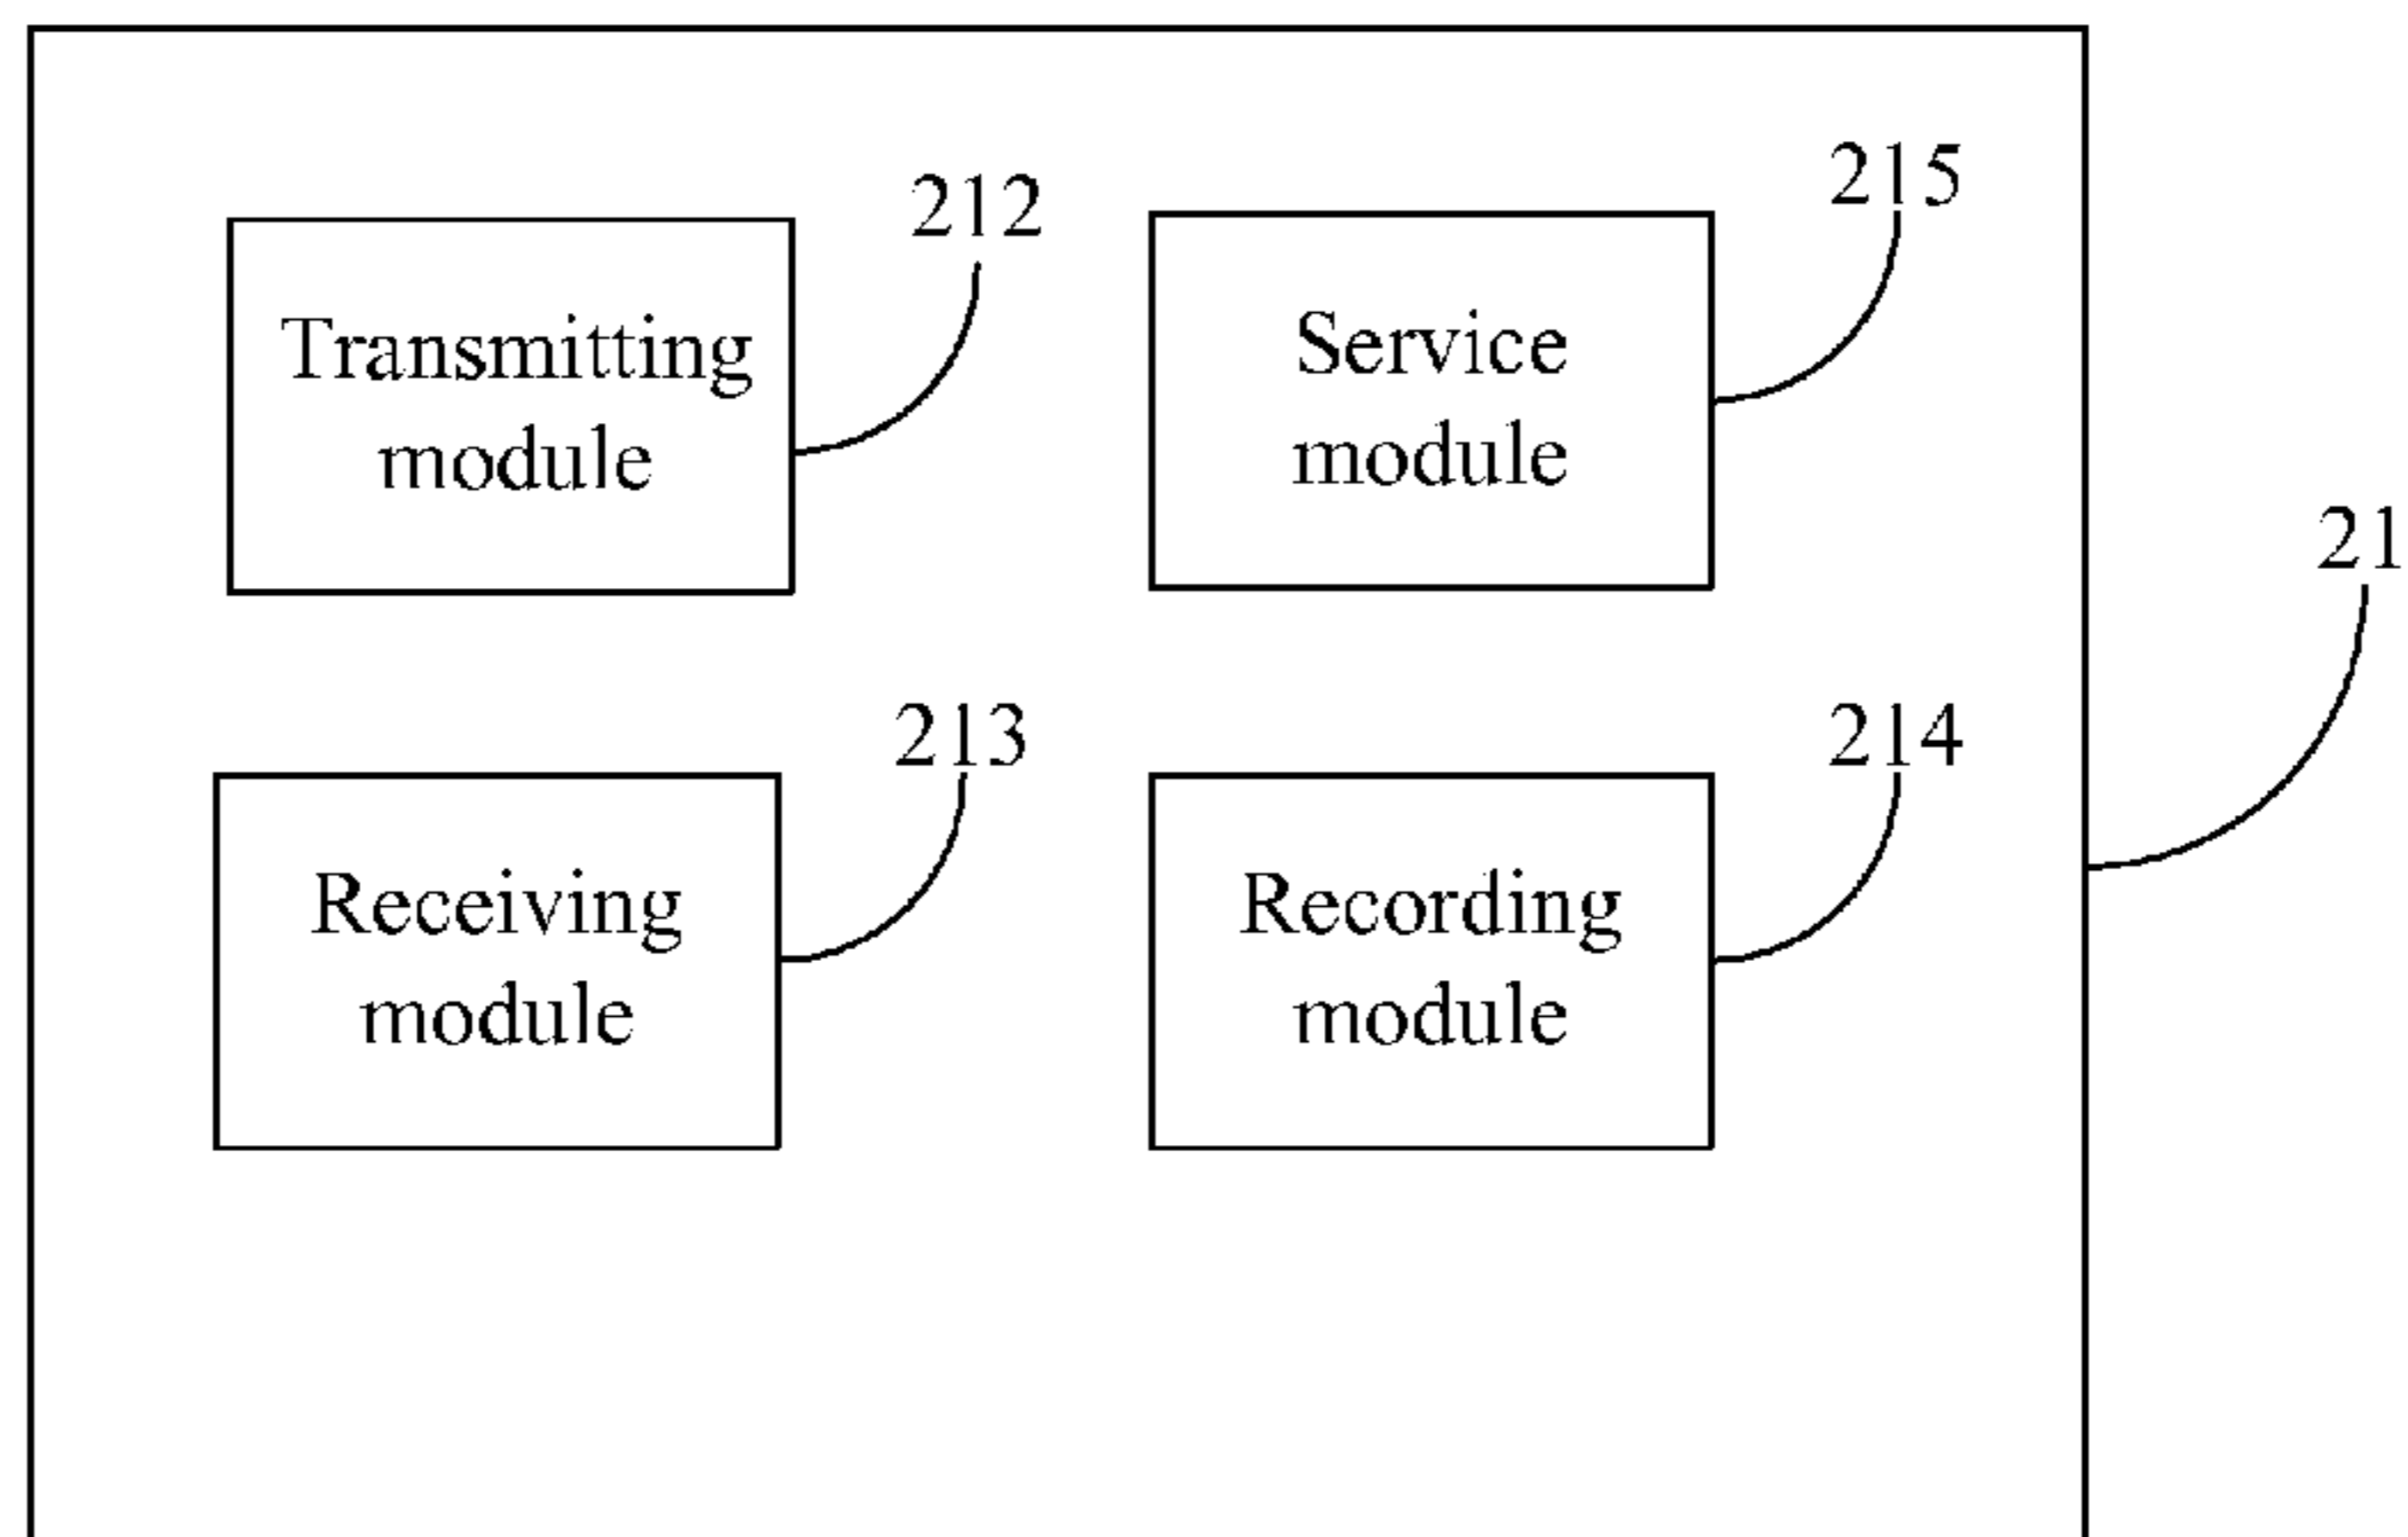 212
Transmitting
module
215
Service
module
21
213
Receiving
module
214
Recording
module